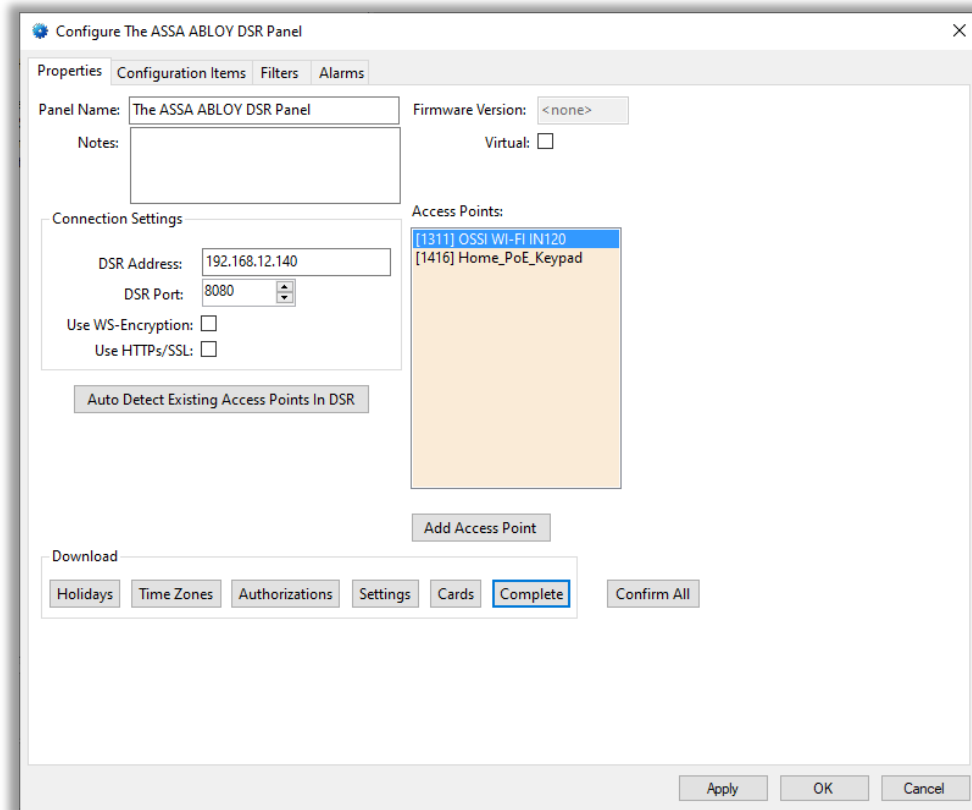 Configure The ASSA ABLOY DSR Panel
Properties Configuration Items Filters Alarms
Panel Name: The ASSA ABLOY DSR Panel Firmware Version: <none>
Notes: Virtual:
Connection Settings
DSR Address: 192.168.12.140
DSR Port: 8080
Use WS-Encryption:
Use HTTPs/SSL:
Auto Detect Existing Access Points In DSR
Access Points:
[1311] OSSI WI-FI IN120
[1416] Home_PoE_Keypad
Add Access Point
Download
Holidays Time Zones Authorizations Settings Cards Complete Confirm All
Apply OK Cancel